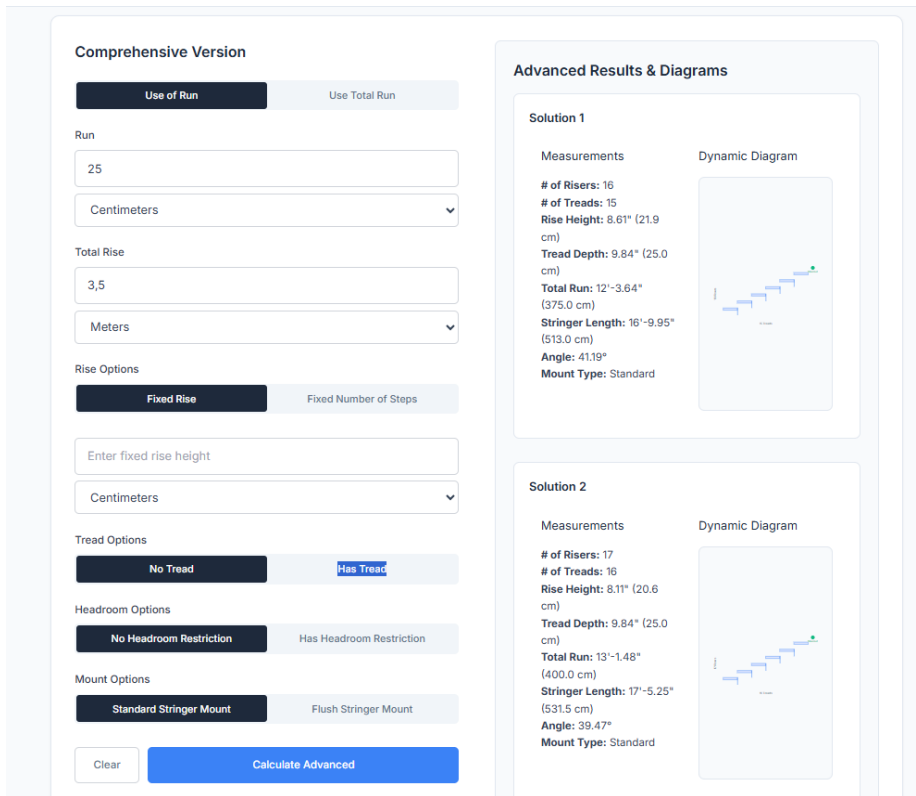 Comprehensive Version
Use of Run
Use Total Run
Run
25
Centimeters
Total Rise
3,5
Meters
Rise Options
Fixed Rise
Fixed Number of Steps
Enter fixed rise height
Centimeters
Tread Options
No Tread
Has Tread
Headroom Options
No Headroom Restriction
Has Headroom Restriction
Mount Options
Standard Stringer Mount
Flush Stringer Mount
Clear
Calculate Advanced
Advanced Results & Diagrams
Solution 1
Measurements
# of Risers: 16
# of Treads: 15
Rise Height: 8.61" (21.9
cm)
Tread Depth: 9.84" (25.0
cm)
Total Run: 12'-3.64"
(375.0 cm)
Stringer Length: 16'-9.95"
(513.0 cm)
Angle: 41.19°
Mount Type: Standard
Dynamic Diagram
Solution 2
Measurements
# of Risers: 17
# of Treads: 16
Rise Height: 8.11" (20.6
cm)
Tread Depth: 9.84" (25.0
cm)
Total Run: 13'-1.48"
(400.0 cm)
Stringer Length: 17'-5.25"
(531.5 cm)
Angle: 39.47°
Mount Type: Standard
Dynamic Diagram